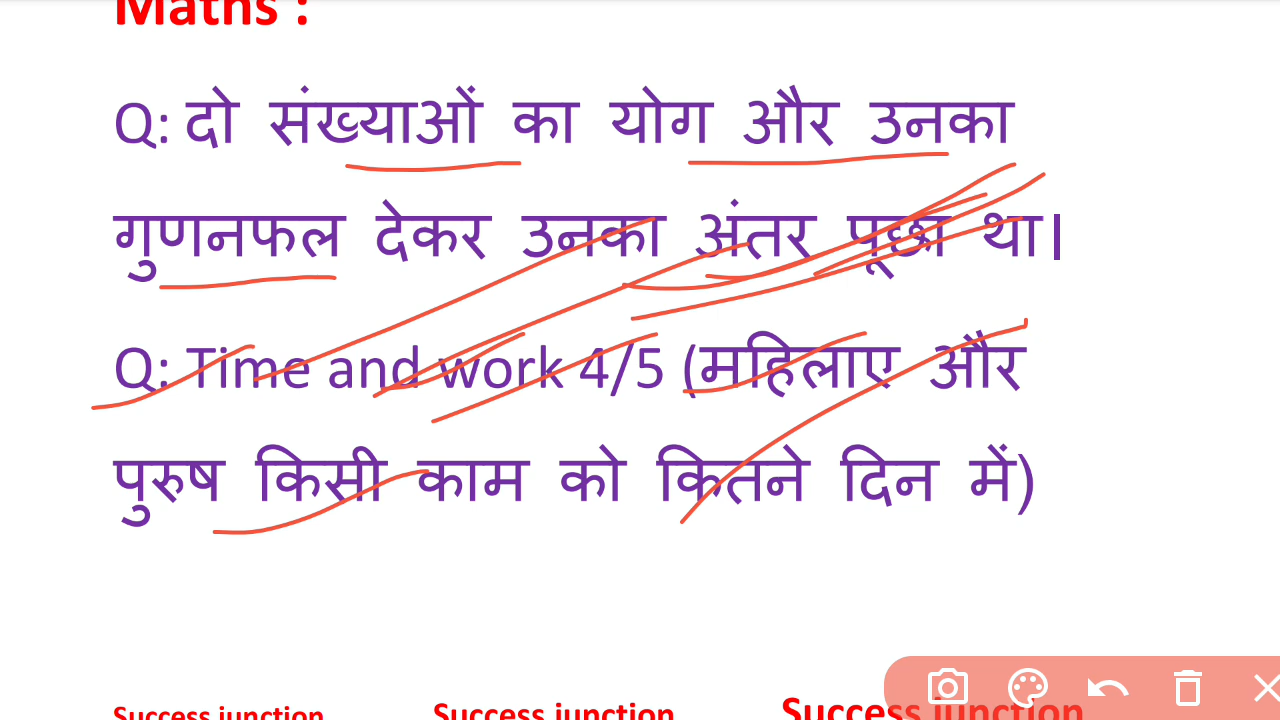 Maths :
Q: दो संख्याओं का योग और उनका
गुणनफल देकर उनका अंतर पूछा था।
Q: Time and work 4/5 (महिलाए और
पुरुष किसी काम को कितने दिन में)
Success junction Success junction Success junction